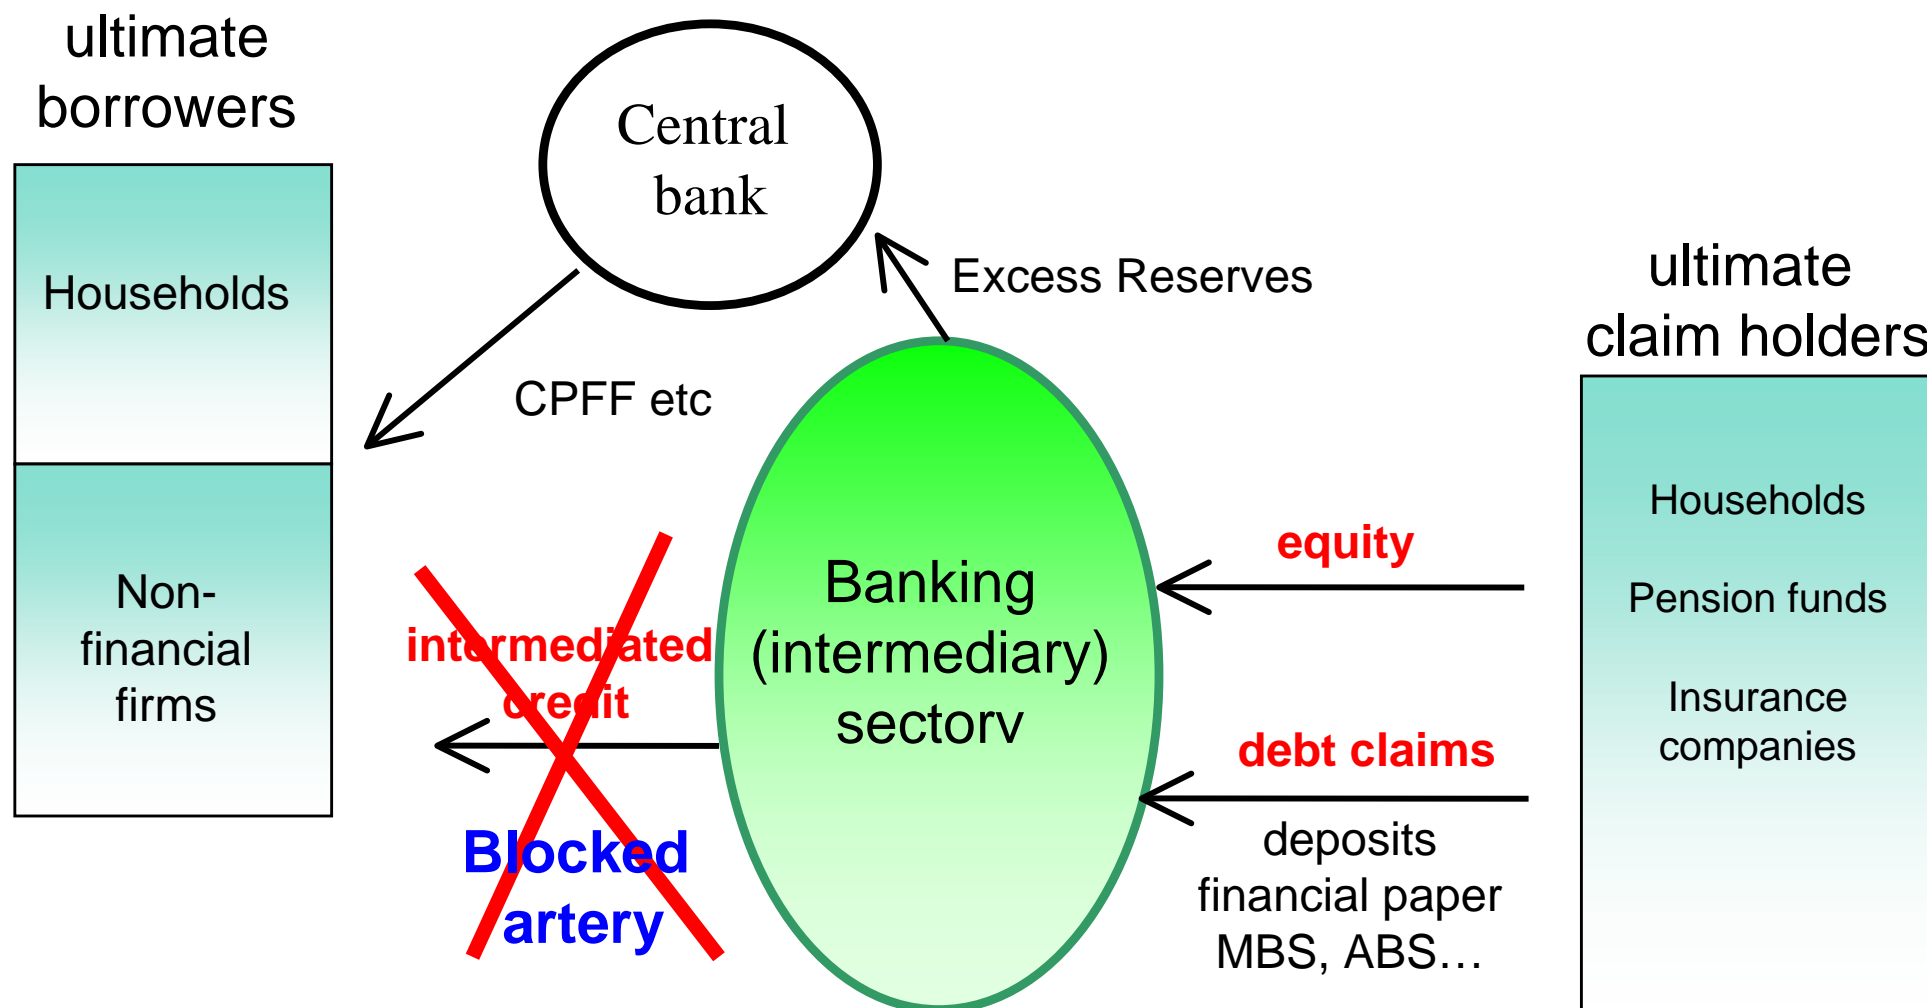 ultimate
borrowers
Households
Non-
financial
firms
Central
bank
Excess Reserves
CPFF etc
intermediated
credit
Blocked
artery
Banking
(intermediary)
sectorv
equity
debt claims
deposits
financial paper
MBS, ABS…
ultimate
claim holders
Households
Pension funds
Insurance
companies